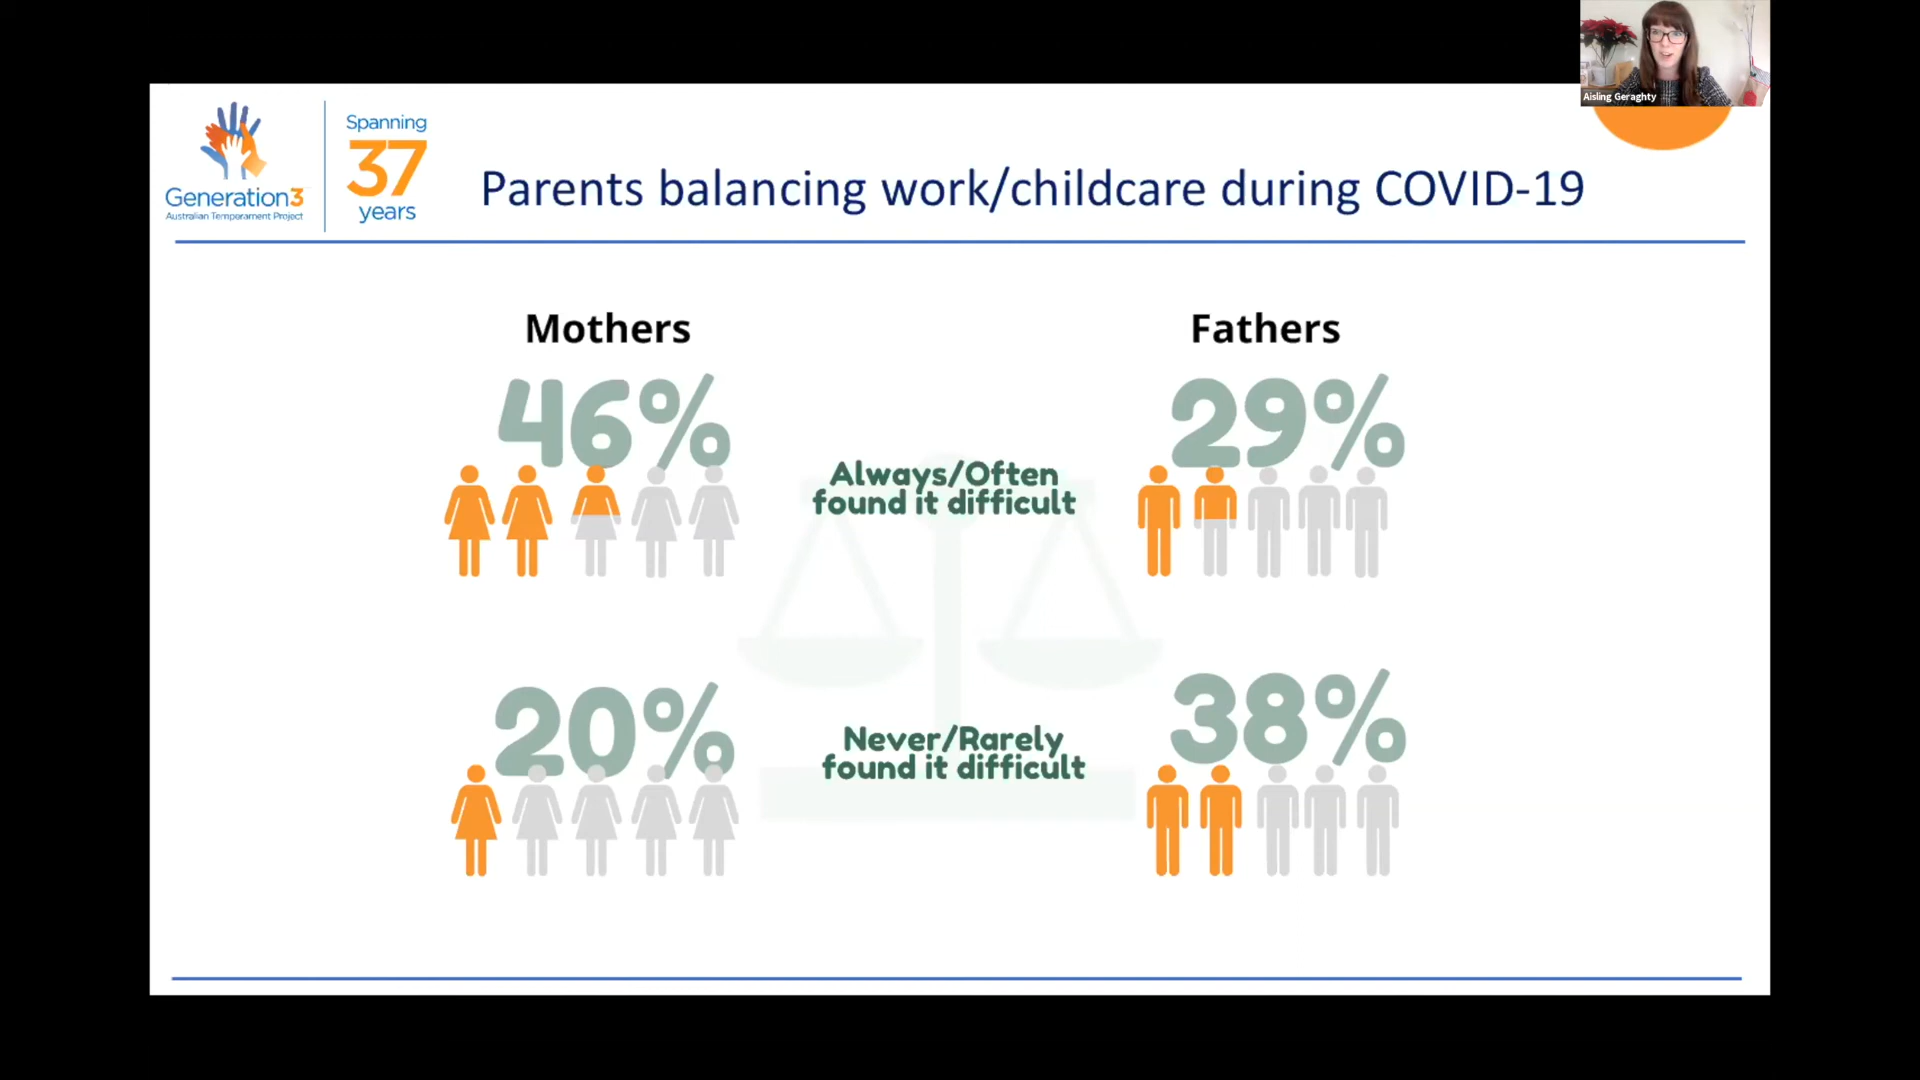 Aisling Geraghty
Spanning
37
years
Generation3
Australian Temperament Project
Parents balancing work/childcare during COVID-19
Mothers
Fathers
46%
29%
Always/Often
found it difficult
20%
38%
Never/Rarely
found it difficult